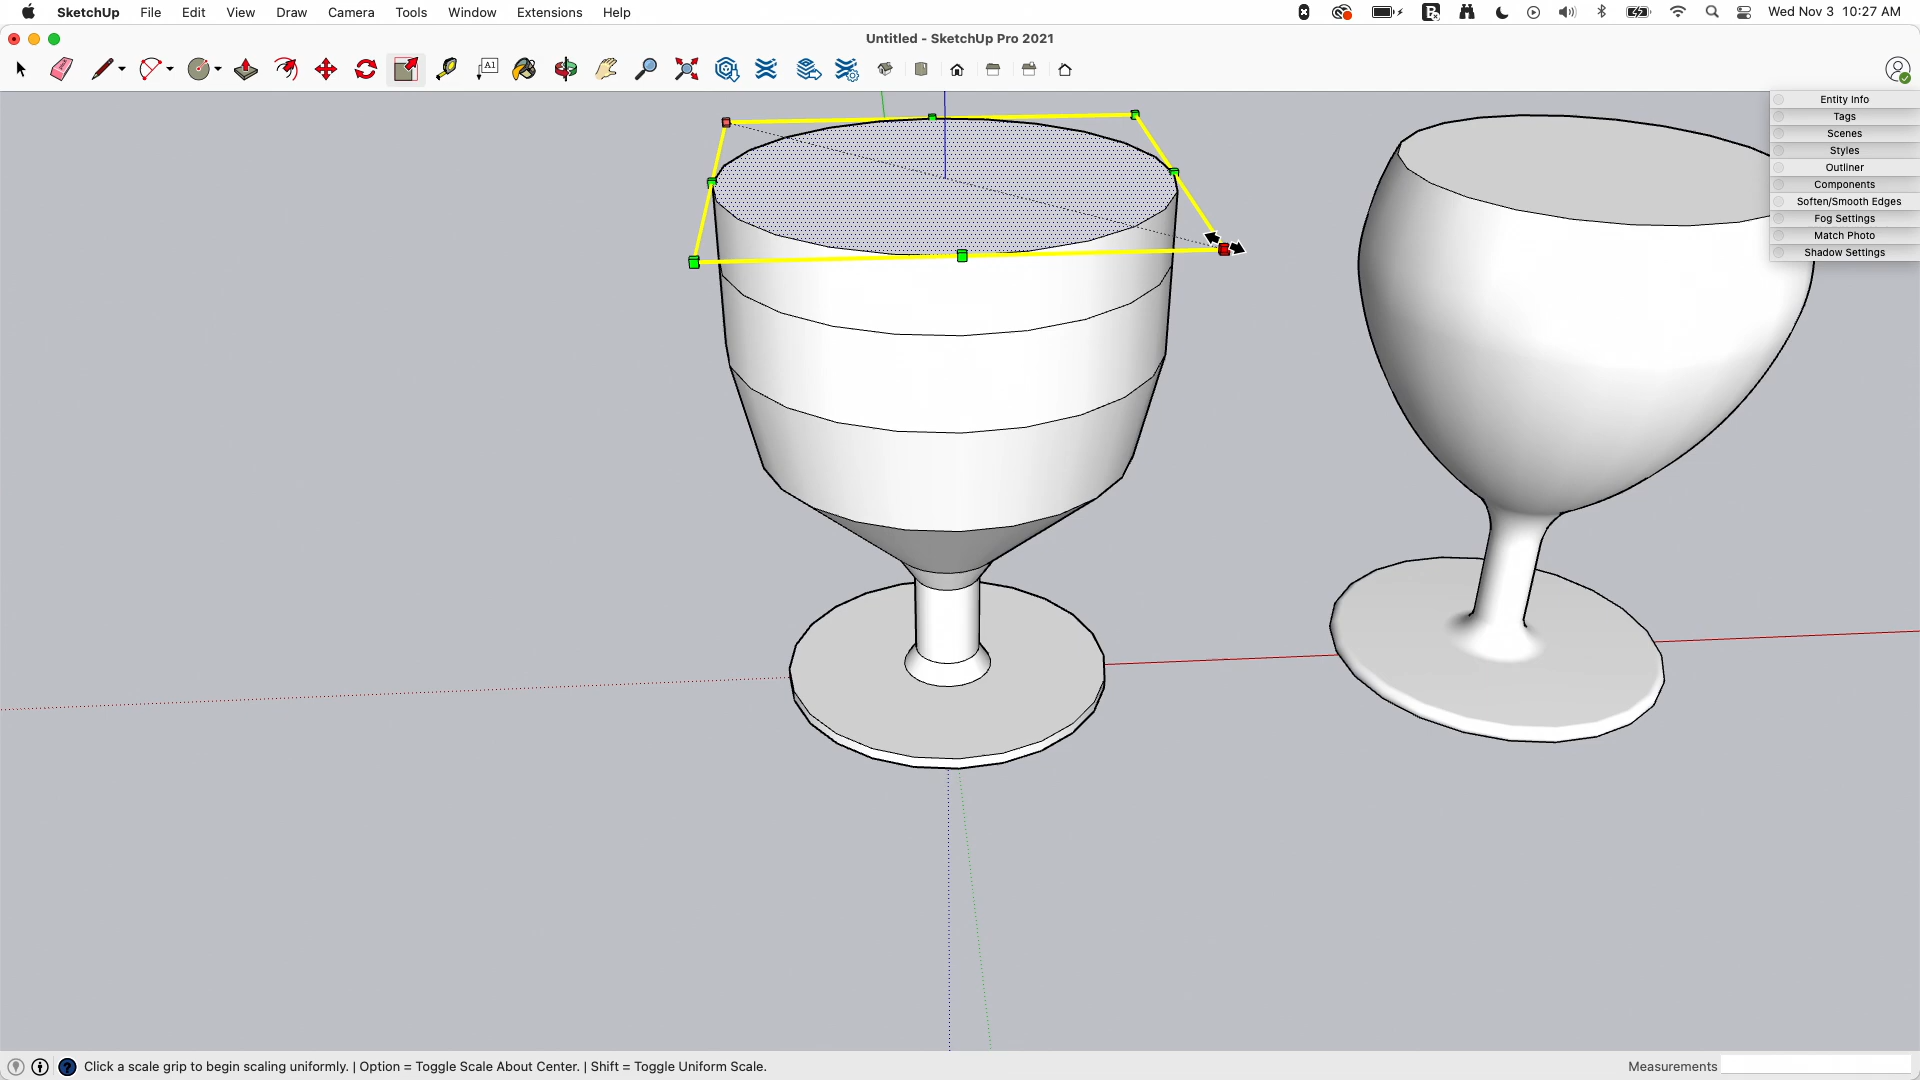 SketchUp File Edit View Draw Camera Tools Window Extensions Help Wed Nov 3 10:27 AM
Untitled - SketchUp Pro 2021
A1
Entity Info
Tags
Scenes
Styles
Outliner
Components
Soften/Smooth Edges
Fog Settings
Match Photo
Shadow Settings
Click a scale grip to begin scaling uniformly. | Option = Toggle Scale About Center. | Shift = Toggle Uniform Scale. Measurements